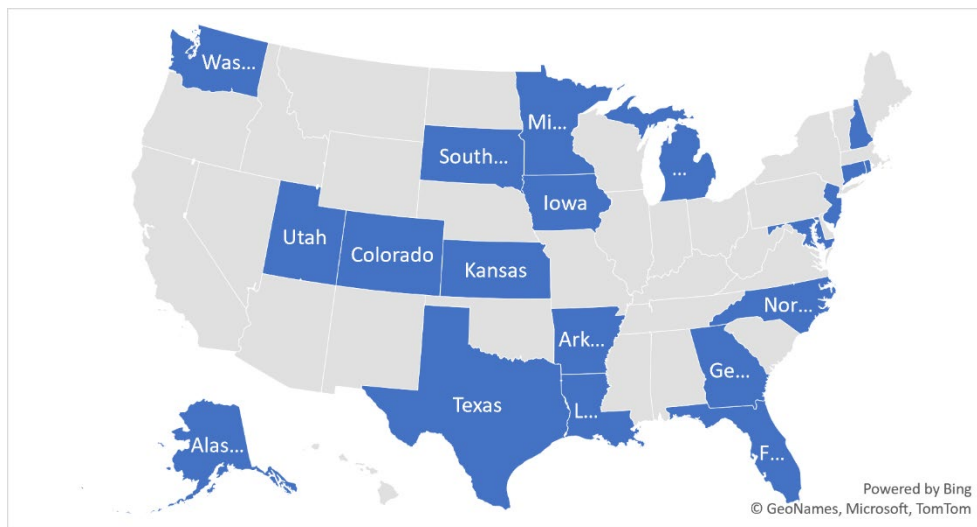 Was...
Mi...
South...
...
Iowa
Utah
Colorado
Kansas
Nor...
Ark...
Ge...
Texas
L...
Alas...
F...
Powered by Bing
© GeoNames, Microsoft, TomTom